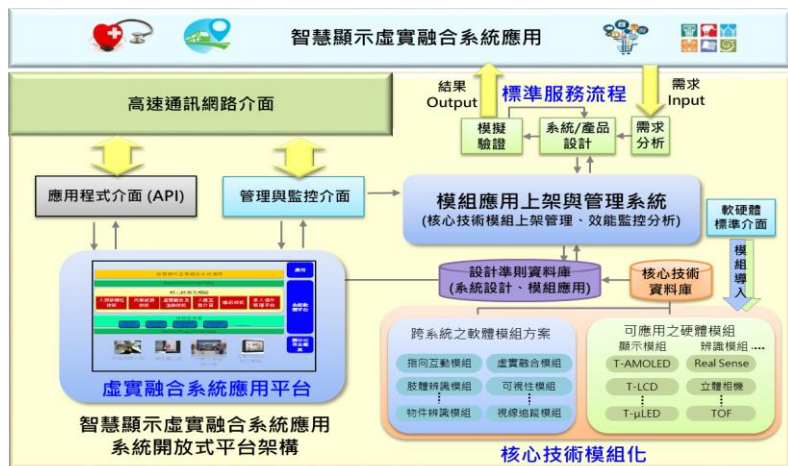 智慧顯示虛實融合系統應用
結果
Output
標準服務流程
需求
Input
高速通訊網路介面
模擬
驗證
系統/產品
設計
需求
分析
應用程式介面 (API)
管理與監控介面
模組應用上架與管理系統
(核心技術模組上架管理、效能監控分析)
軟硬體
標準介面
模組導入
設計準則資料庫
(系統設計、模組應用)
核心技術
資料庫
虛實融合系統應用平台
智慧顯示虛實融合系統應用
系統開放式平台架構
跨系統之軟體模組方案
指向互動模組
虛實融合模組
肢體辨識模組
可視性模組
物件辨識模組
視線追蹤模組
可應用之硬體模組
顯示模組
辨識模組 ....
T-AMOLED
Real Sense
T-LCD
立體相機
T-μLED
TOF
核心技術模組化